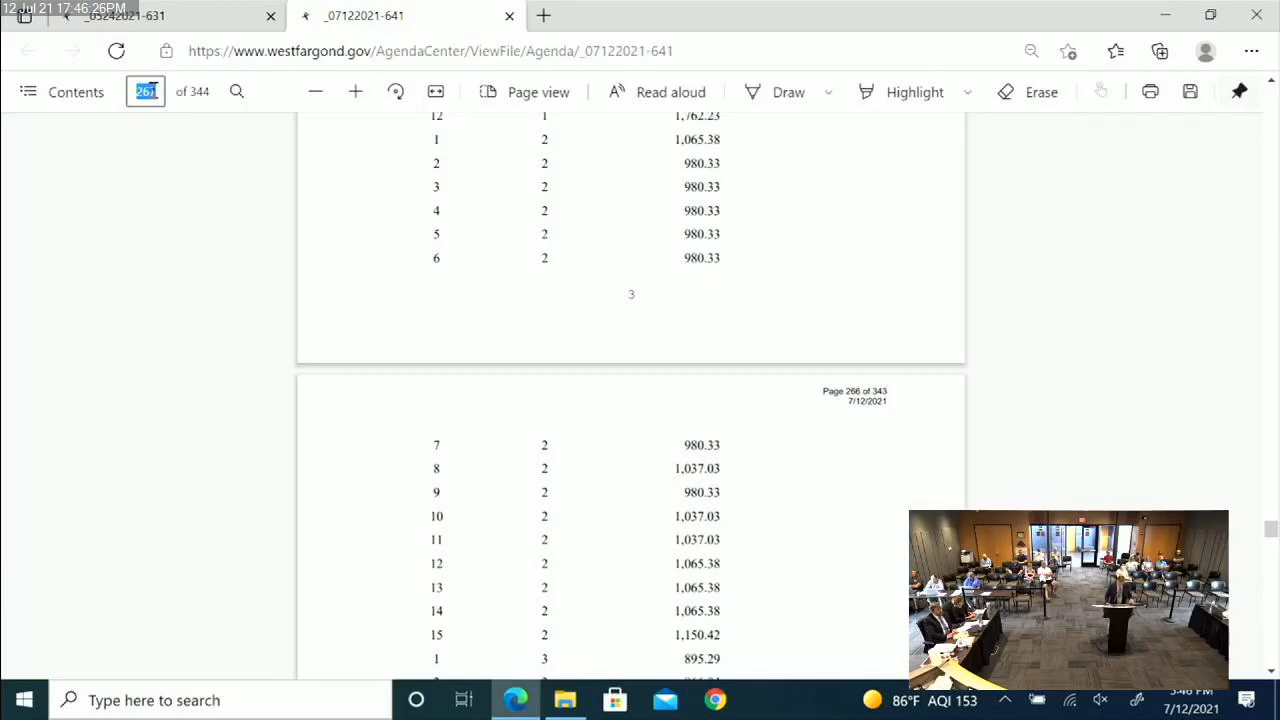 12 Jul 21 17:46:26PM
_05242021-631
_07122021-641
https://www.westfargond.gov/AgendaCenter/ViewFile/Agenda/_07122021-641
Contents 267 of 344 Page view Read aloud Draw Highlight Erase
12 1 1,762.23
1 2 1,065.38
2 2 980.33
3 2 980.33
4 2 980.33
5 2 980.33
6 2 980.33
3
Page 266 of 343
7/12/2021
7 2 980.33
8 2 1,037.03
9 2 980.33
10 2 1,037.03
11 2 1,037.03
12 2 1,065.38
13 2 1,065.38
14 2 1,065.38
15 2 1,150.42
1 3 895.29
Type here to search
86°F AQI 153
5:46 PM
7/12/2021